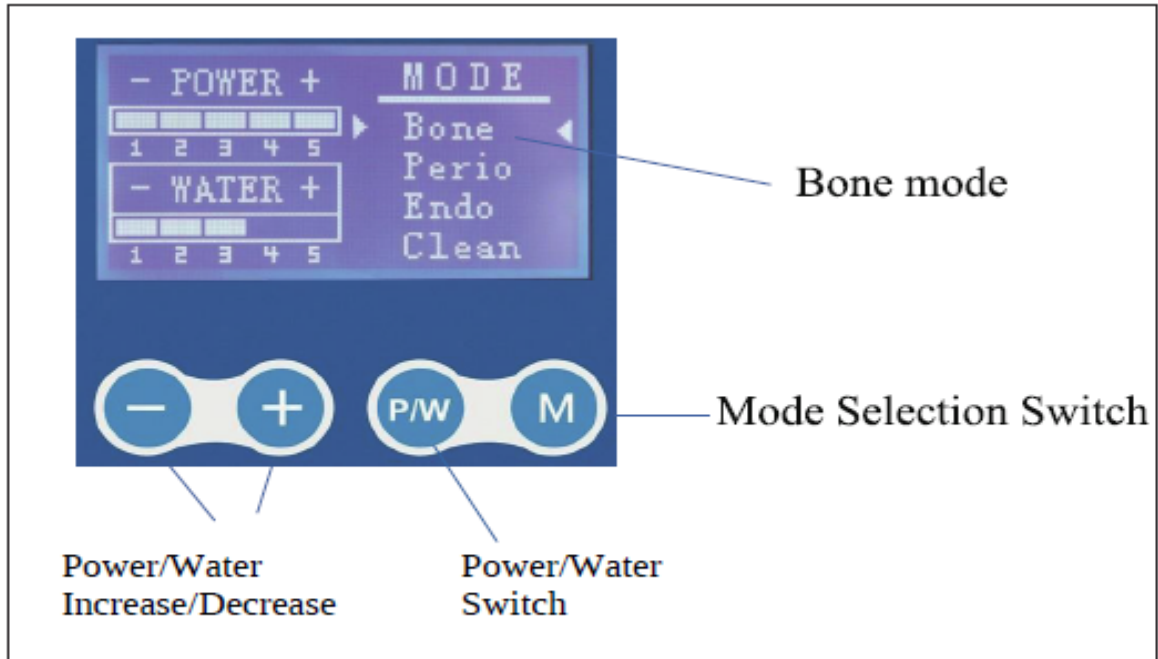 - POWER +
1 2 3 4 5
- WATER +
1 2 3 4 5
MODE
Bone
Perio
Endo
Clean
Bone mode
- + P/W M
Mode Selection Switch
Power/Water
Increase/Decrease
Power/Water
Switch